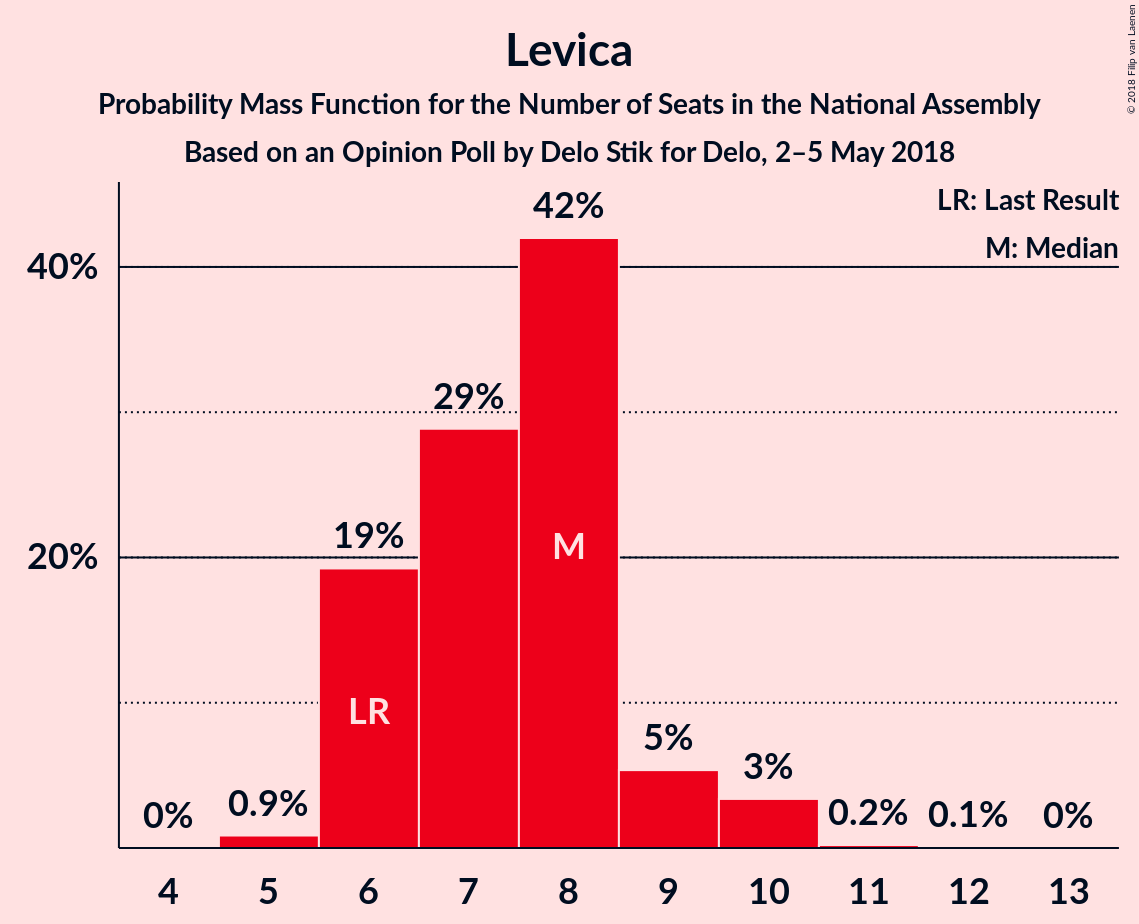 Levica
Probability Mass Function for the Number of Seats in the National Assembly
Based on an Opinion Poll by Delo Stik for Delo, 2–5 May 2018
© 2018 Filip van Laenen
LR: Last Result
M: Median
40%
20%
0%
0.9%
19%
29%
42%
5%
3%
0.2%
0.1%
0%
LR
M
4 5 6 7 8 9 10 11 12 13